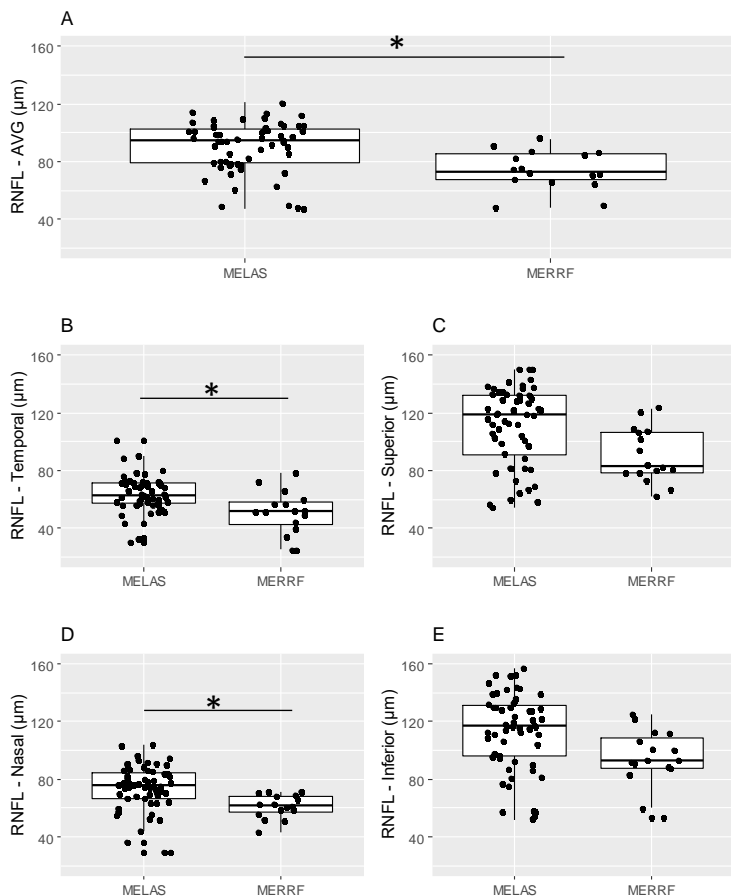 A
160
120
80
40
RNFL - AVG (μm)
*
MELAS
MERRF
B
160
120
80
40
RNFL - Temporal (μm)
*
MELAS
MERRF
C
160
120
80
40
RNFL - Superior (μm)
MELAS
MERRF
D
160
120
80
40
RNFL - Nasal (μm)
*
MELAS
MERRF
E
160
120
80
40
RNFL - Inferior (μm)
MELAS
MERRF